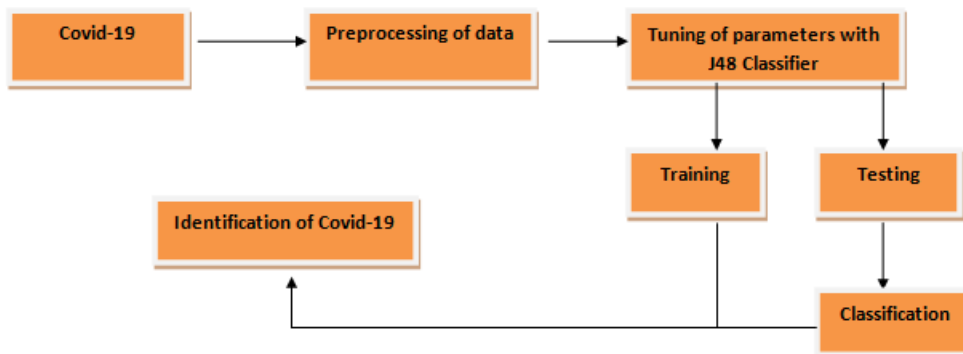 Covid-19
Preprocessing of data
Tuning of parameters with
J48 Classifier
Training
Testing
Identification of Covid-19
Classification